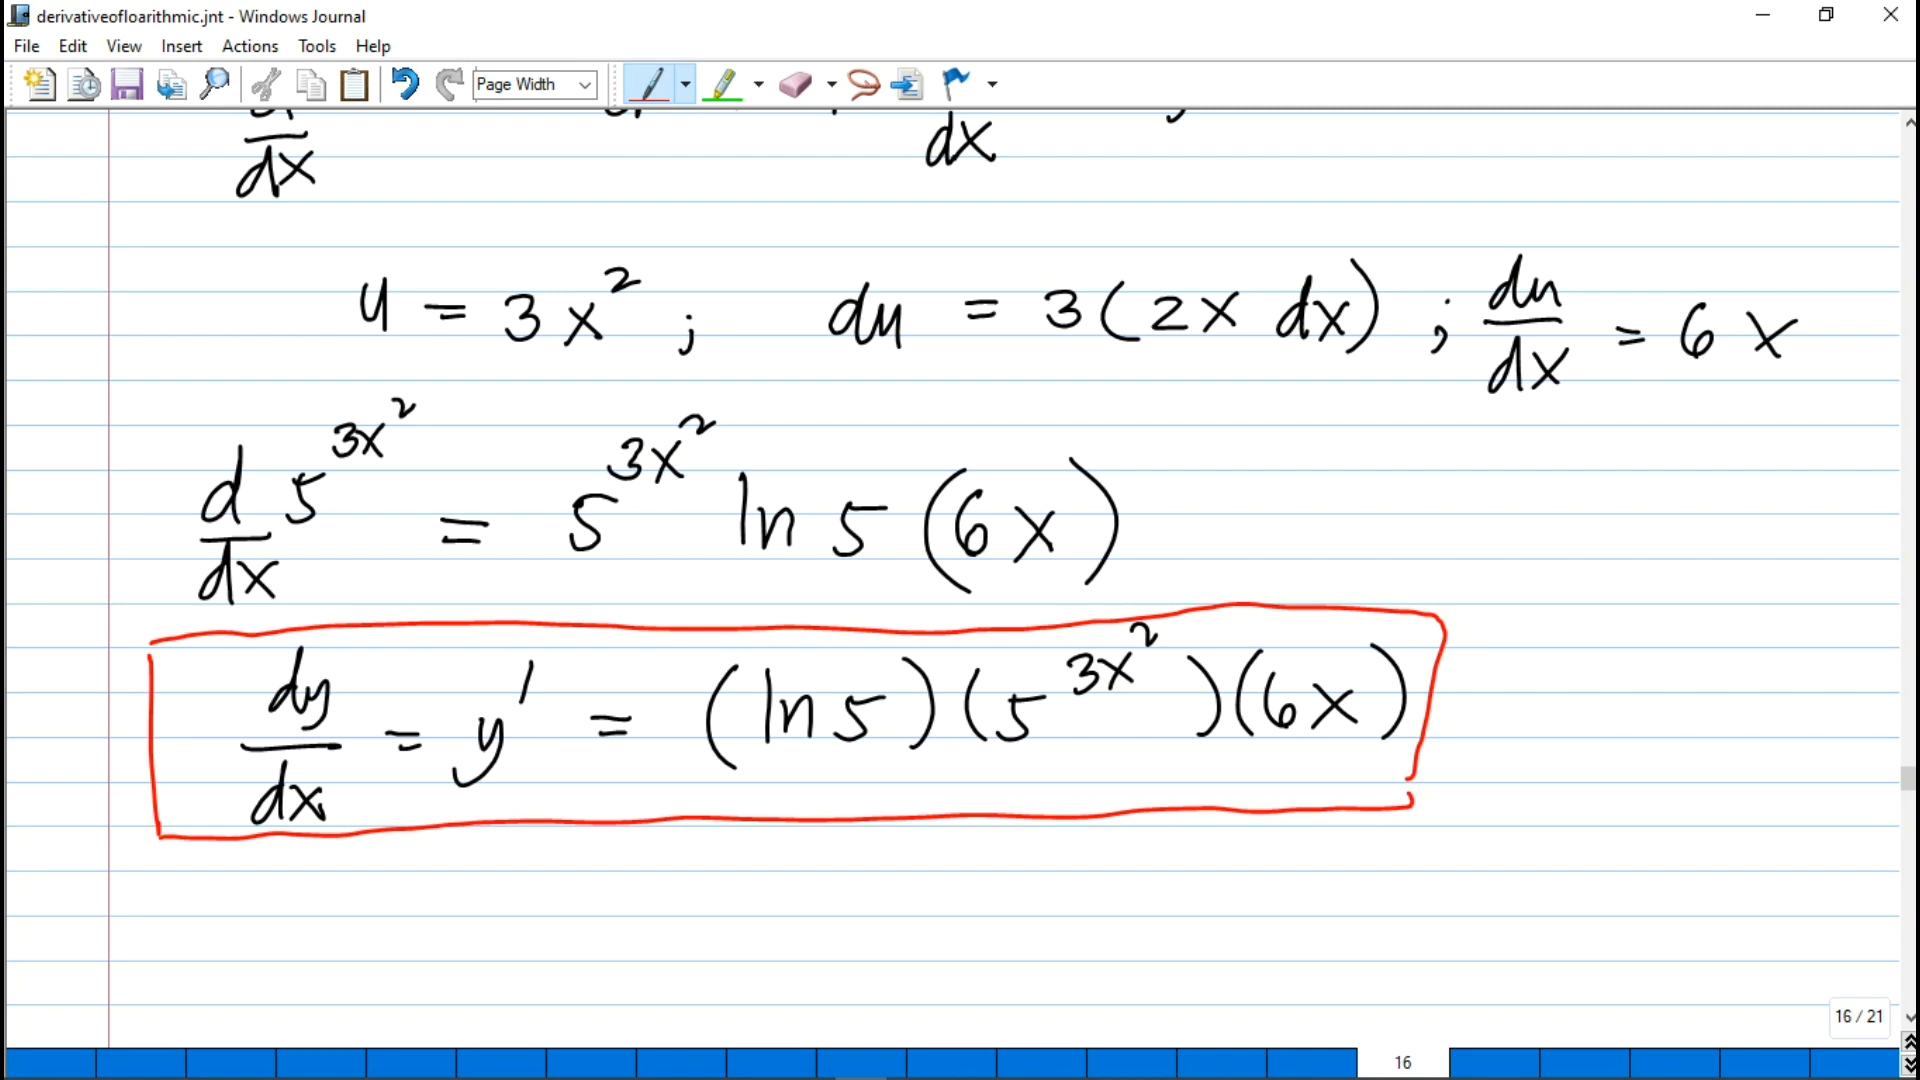 derivativeofloarithmic.jnt - Windows Journal
File Edit View Insert Actions Tools Help
Page Width
dx dx
u = 3x² ; du = 3(2x dx) ; du/dx = 6x
d/dx 5^3x² = 5^3x² ln 5 (6x)
dy/dx = y' = (ln 5)(5^3x²)(6x)
16 / 21
16